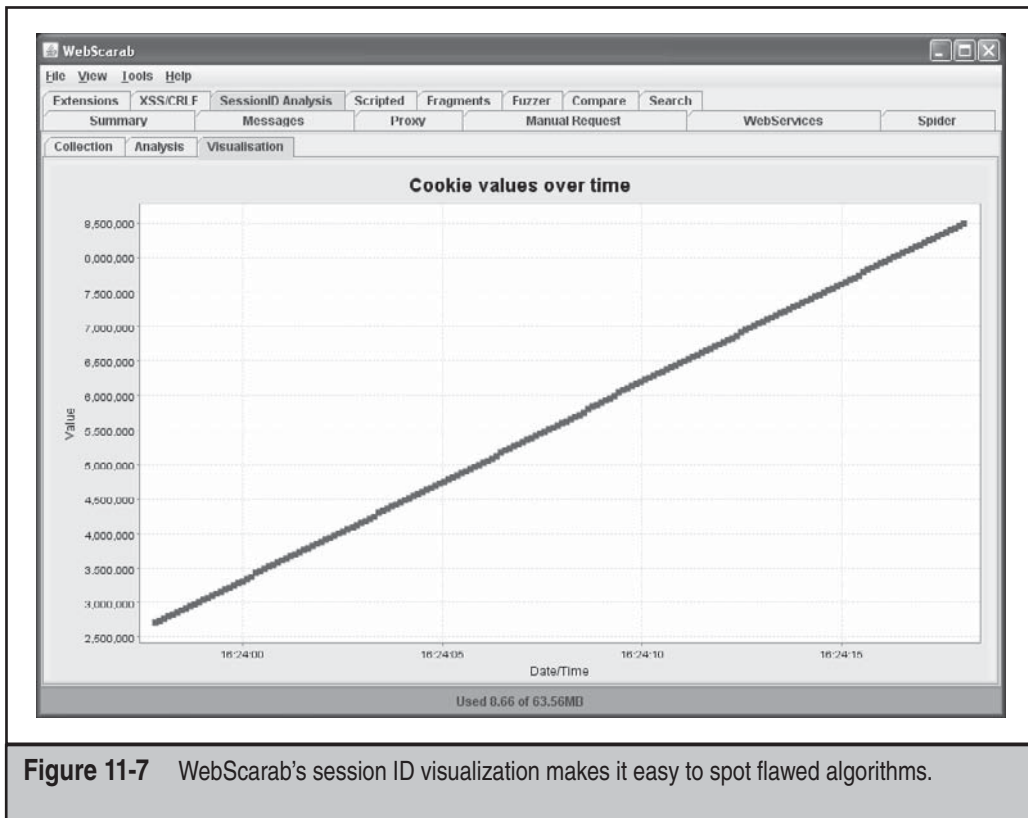 WebScarab
File View Tools Help
Extensions XSS/CRLF SessionID Analysis Scripted Fragments Fuzzer Compare Search
Summary Messages Proxy Manual Request WebServices Spider
Collection Analysis Visualisation
Cookie values over time
8,500,000
8,000,000
7,500,000
7,000,000
6,500,000
6,000,000
5,500,000
5,000,000
4,500,000
4,000,000
3,500,000
3,000,000
2,500,000
Value
16:24:00 16:24:05 16:24:10 16:24:15
Date/Time
Used 8.66 of 63.56MB
Figure 11-7 WebScarab's session ID visualization makes it easy to spot flawed algorithms.